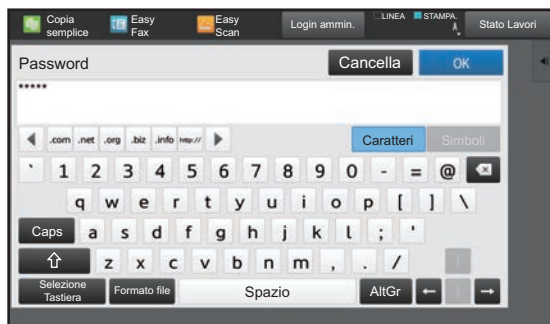 Copia semplice
Easy Fax
Easy Scan
Login ammin.
LINEA
STAMPA.
Stato Lavori
Password
Cancella
OK
*****
.com .net .org .biz .info http://
Caratteri
Simboli
` 1 2 3 4 5 6 7 8 9 0 - = @
q w e r t y u i o p [ ] \
Caps a s d f g h j k l ; '
z x c v b n m , . /
Selezione Tastiera
Formato file
Spazio
AltGr